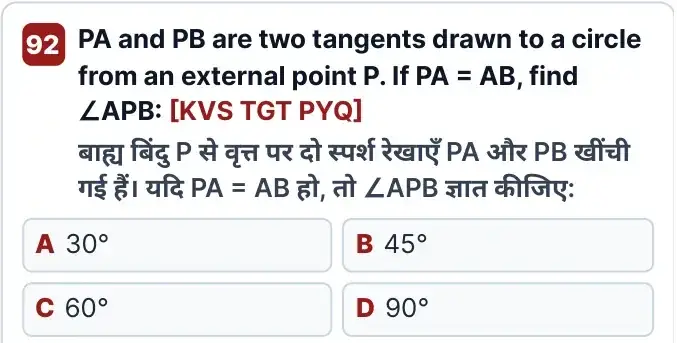 92 PA and PB are two tangents drawn to a circle
from an external point P. If PA = AB, find
∠APB: [KVS TGT PYQ]
बाह्य बिंदु P से वृत्त पर दो स्पर्श रेखाएँ PA और PB खींची
गई हैं। यदि PA = AB हो, तो ∠APB ज्ञात कीजिए:
A 30° B 45°
C 60° D 90°